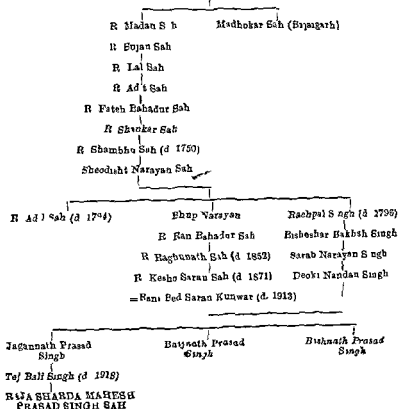 R Madan S h Madhokar Sah (Bijaigarh)
R Sujan Sah
R Lal Sah
R Ad l Sah
R Fateh Bahadur Sah
R Shankar Sah
R Shambhu Sah (d 1750)
Sheodisht Narayan Sah
R Ad l Sah (d 1794) Bhup Narayan Rachpal Singh (d 1796)
R Ran Bahadur Sah Bisheshar Bakhsh Singh
R Raghunath Sah (d 1852) Sarab Narayan Singh
R Kesho Saran Sah (d 1871) Deoki Nandan Singh
=Rani Bed Saran Kunwar (d. 1913)
Jagannath Prasad Baijnath Prasad Bishnath Prasad
Singh Singh Singh
Tej Bali Singh (d 1918)
RAJA SHARDA MAHESH
PRASAD SINGH SAH